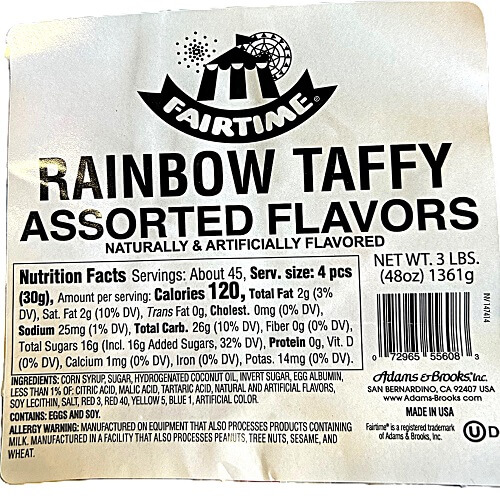 FAIRTIME®
RAINBOW TAFFY
ASSORTED FLAVORS
NATURALLY & ARTIFICIALLY FLAVORED
Nutrition Facts Servings: About 45, Serv. size: 4 pcs
(30g), Amount per serving: Calories 120, Total Fat 2g (3%
DV), Sat. Fat 2g (10% DV), Trans Fat 0g, Cholest. 0mg (0% DV),
Sodium 25mg (1% DV), Total Carb. 26g (10% DV), Fiber 0g (0% DV),
Total Sugars 16g (Incl. 16g Added Sugars, 32% DV), Protein 0g, Vit. D
(0% DV), Calcium 1mg (0% DV), Iron (0% DV), Potas. 14mg (0% DV).
INGREDIENTS: CORN SYRUP, SUGAR, HYDROGENATED COCONUT OIL, INVERT SUGAR, EGG ALBUMIN,
LESS THAN 1% OF: CITRIC ACID, MALIC ACID, TARTARIC ACID, NATURAL AND ARTIFICIAL FLAVORS,
SOY LECITHIN, SALT, RED 3, RED 40, YELLOW 5, BLUE 1, ARTIFICIAL COLOR.
CONTAINS: EGGS AND SOY.
ALLERGY WARNING: MANUFACTURED ON EQUIPMENT THAT ALSO PROCESSES PRODUCTS CONTAINING
MILK. MANUFACTURED IN A FACILITY THAT ALSO PROCESSES PEANUTS, TREE NUTS, SESAME, AND
WHEAT.
NET WT. 3 LBS.
(48oz) 1361g
0 72965 55608 3
Adams & Brooks, Inc.
SAN BERNARDINO, CA 92407 USA
www.Adams-Brooks.com
MADE IN USA
Fairtime® is a registered trademark
of Adams & Brooks, Inc.
U D